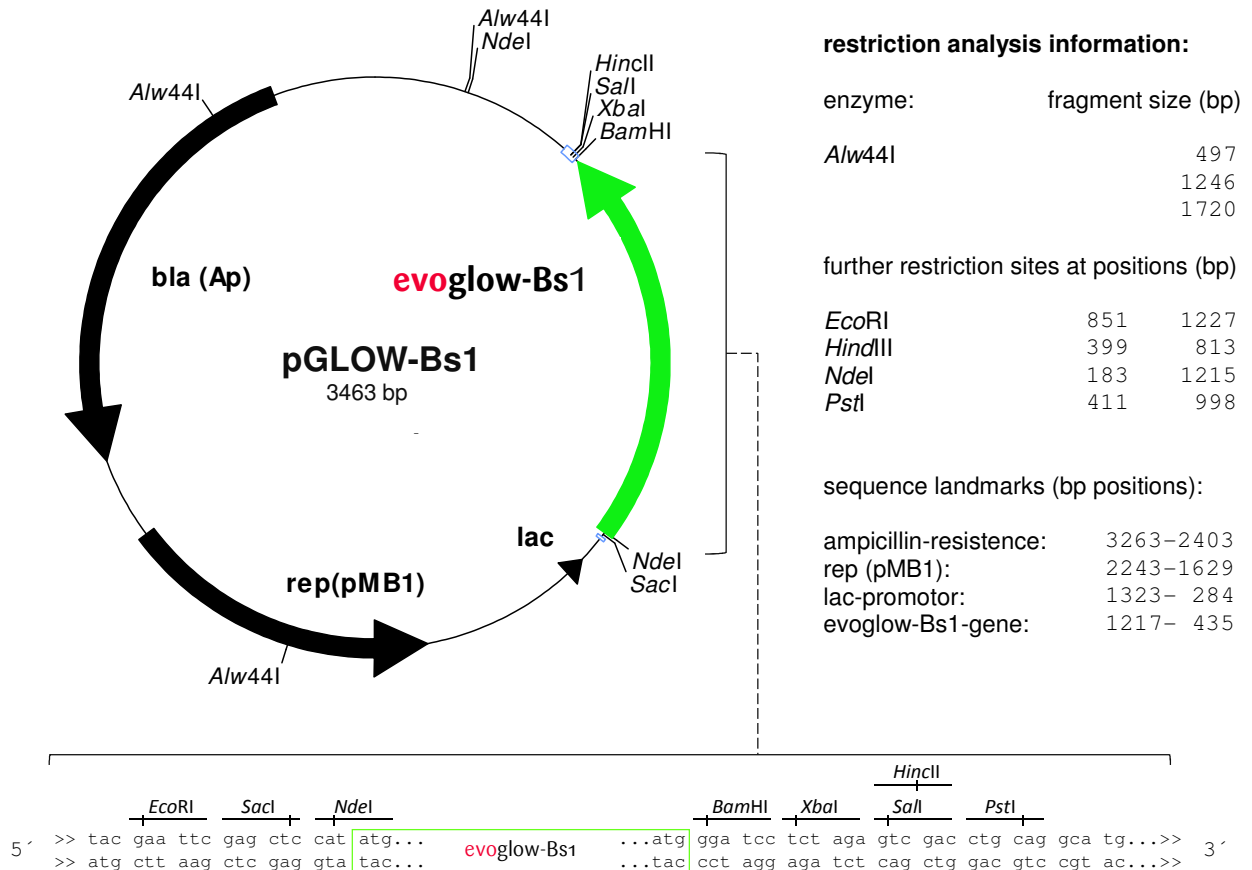 Alw44I
NdeI
Alw44I
HincII
SalI
XbaI
BamHI
bla (Ap)
evoglow-Bs1
pGLOW-Bs1
3463 bp
lac
NdeI
SacI
rep(pMB1)
Alw44I
restriction analysis information:
enzyme: fragment size (bp)
Alw44I 497
1246
1720
further restriction sites at positions (bp)
EcoRI 851 1227
HindIII 399 813
NdeI 183 1215
PstI 411 998
sequence landmarks (bp positions):
ampicillin-resistence: 3263-2403
rep (pMB1): 2243-1629
lac-promotor: 1323- 284
evoglow-Bs1-gene: 1217- 435
HincII
EcoRI SacI NdeI BamHI XbaI SalI PstI
5´ >> tac gaa ttc gag ctc cat atg... evoglow-Bs1 ...atg gga tcc tct aga gtc gac ctg cag gca tg...>> 3´
>> atg ctt aag ctc gag gta tac... ...tac cct agg aga tct cag ctg gac gtc cgt ac...>>